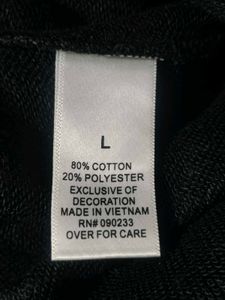 L
80% COTTON
20% POLYESTER
EXCLUSIVE OF
DECORATION
MADE IN VIETNAM
RN# 090233
OVER FOR CARE